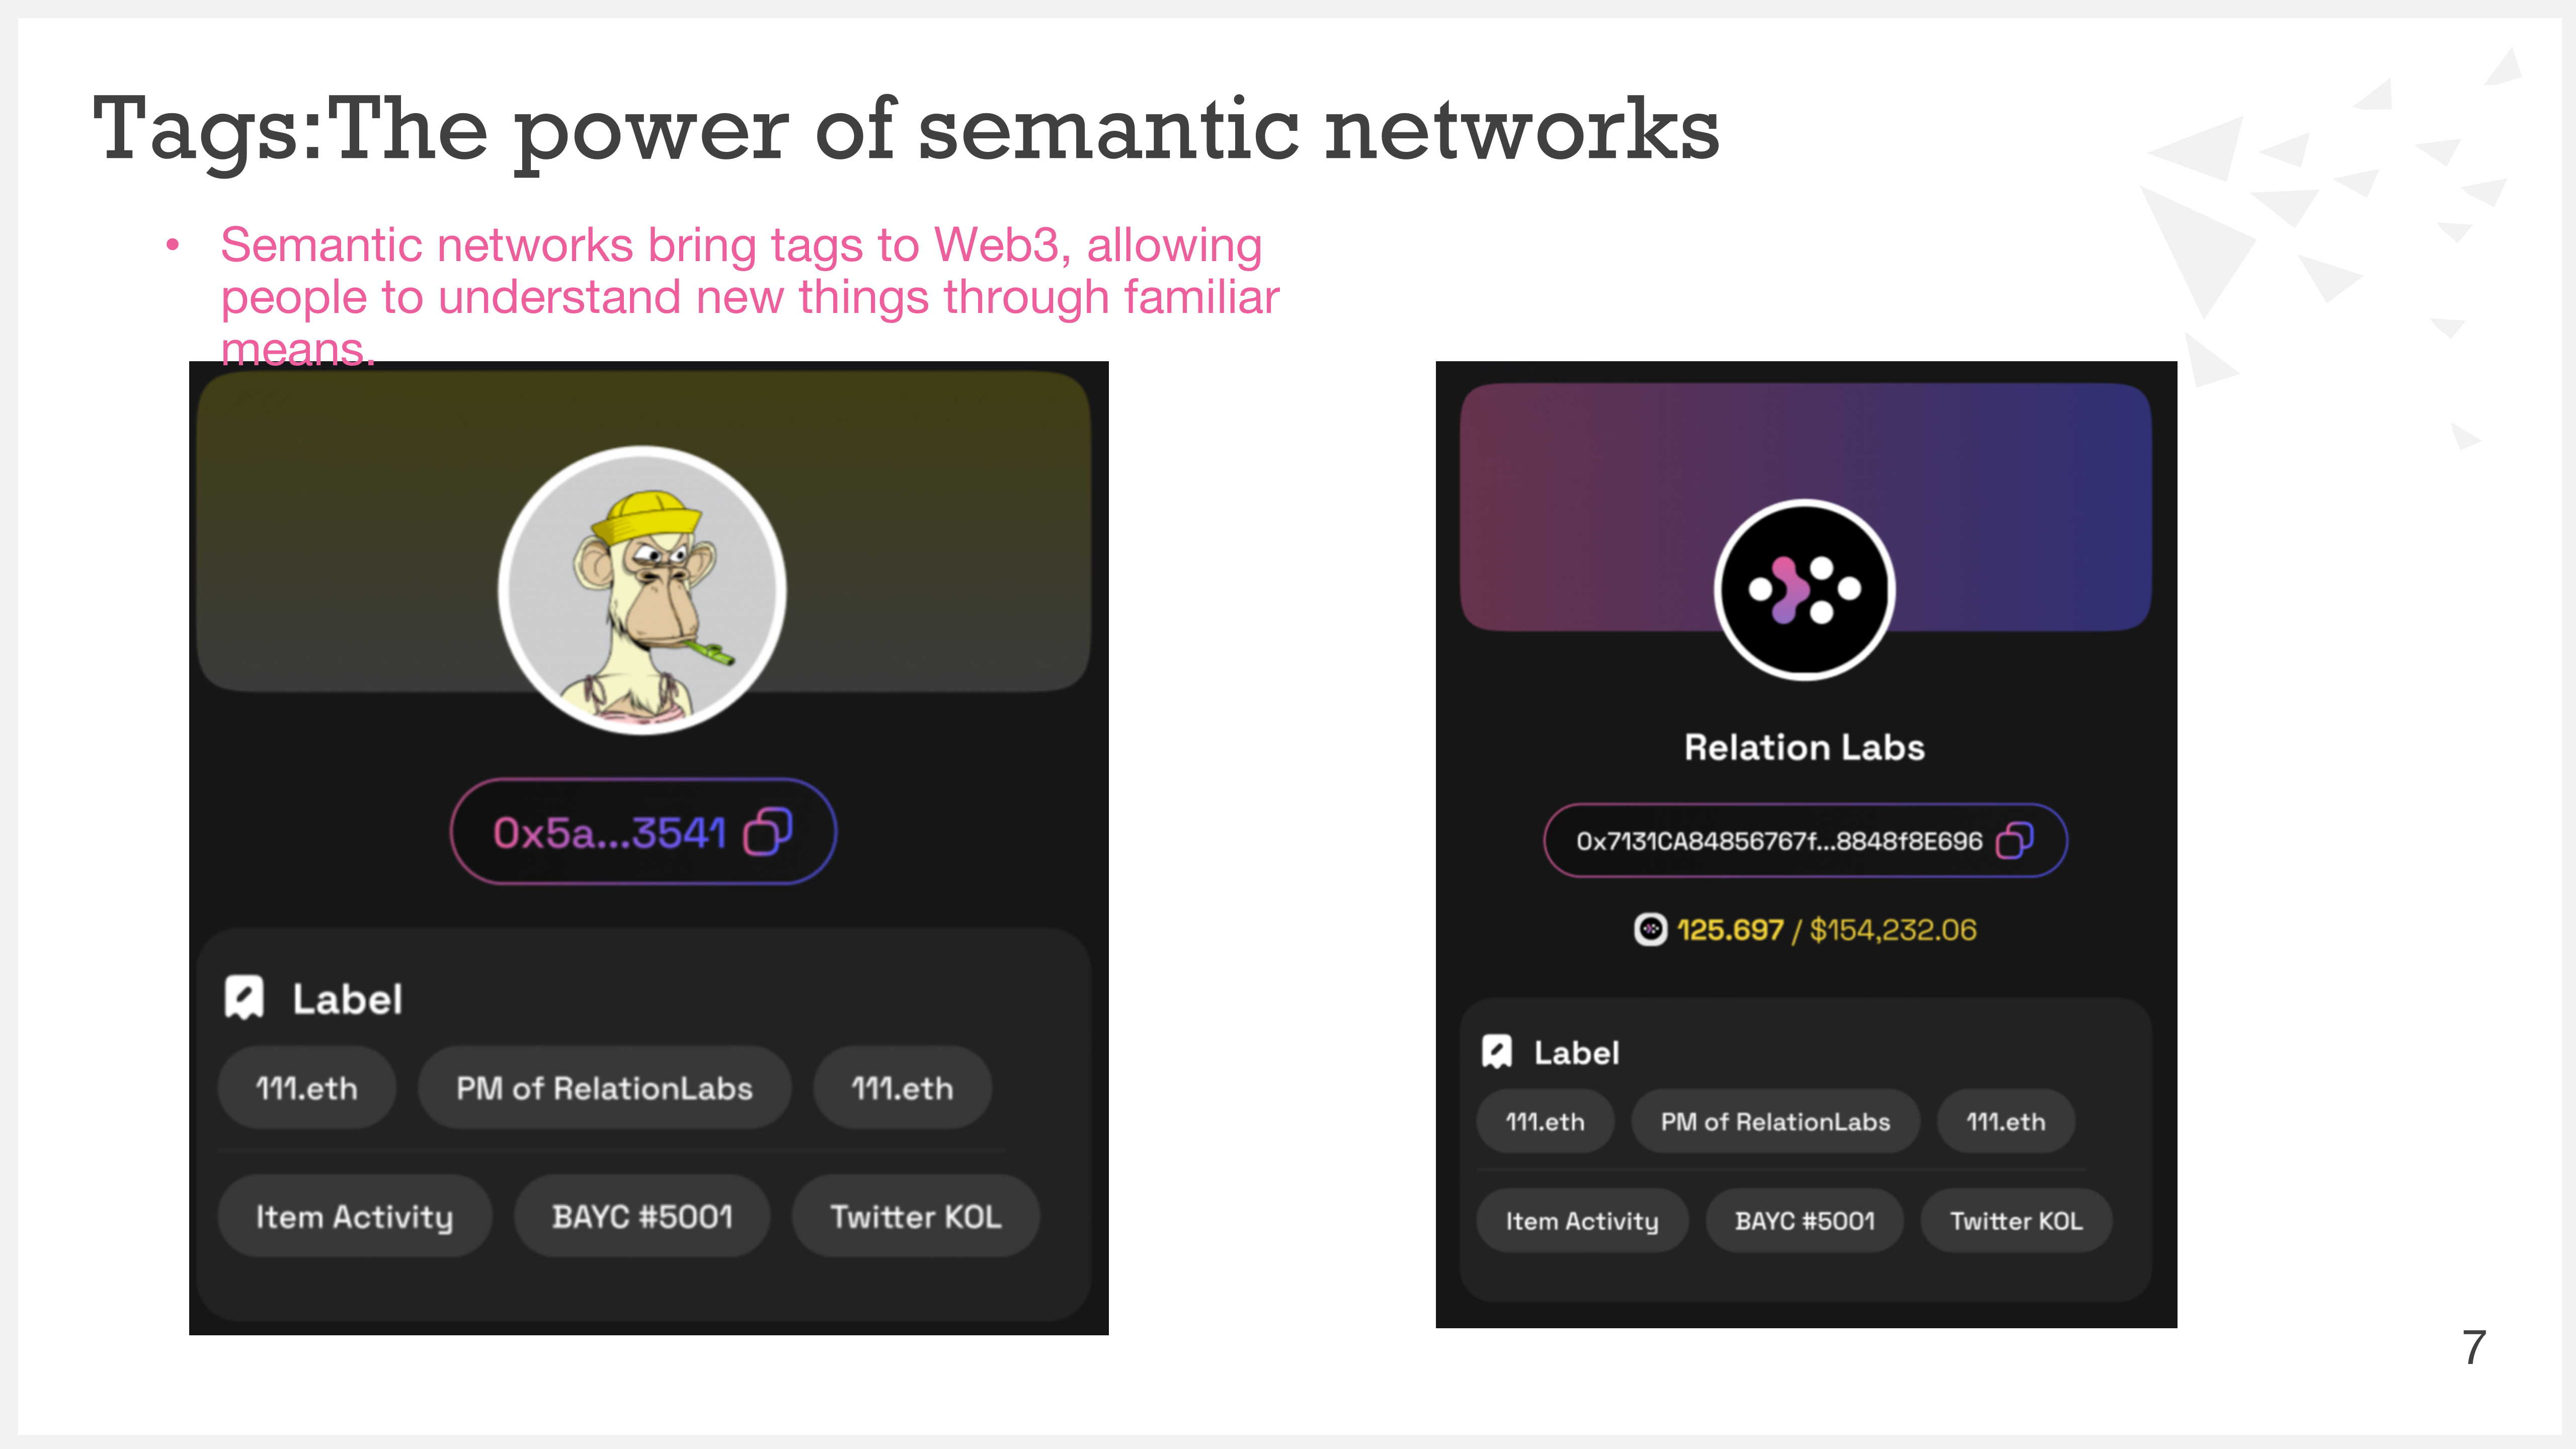 Tags:The power of semantic networks
• Semantic networks bring tags to Web3, allowing
people to understand new things through familiar
means.
0x5a...3541
Label
111.eth PM of RelationLabs 111.eth
Item Activity BAYC #5001 Twitter KOL
Relation Labs
0x7131CA84856767f...8848f8E696
125.697 / $154,232.06
Label
111.eth PM of RelationLabs 111.eth
Item Activity BAYC #5001 Twitter KOL
7